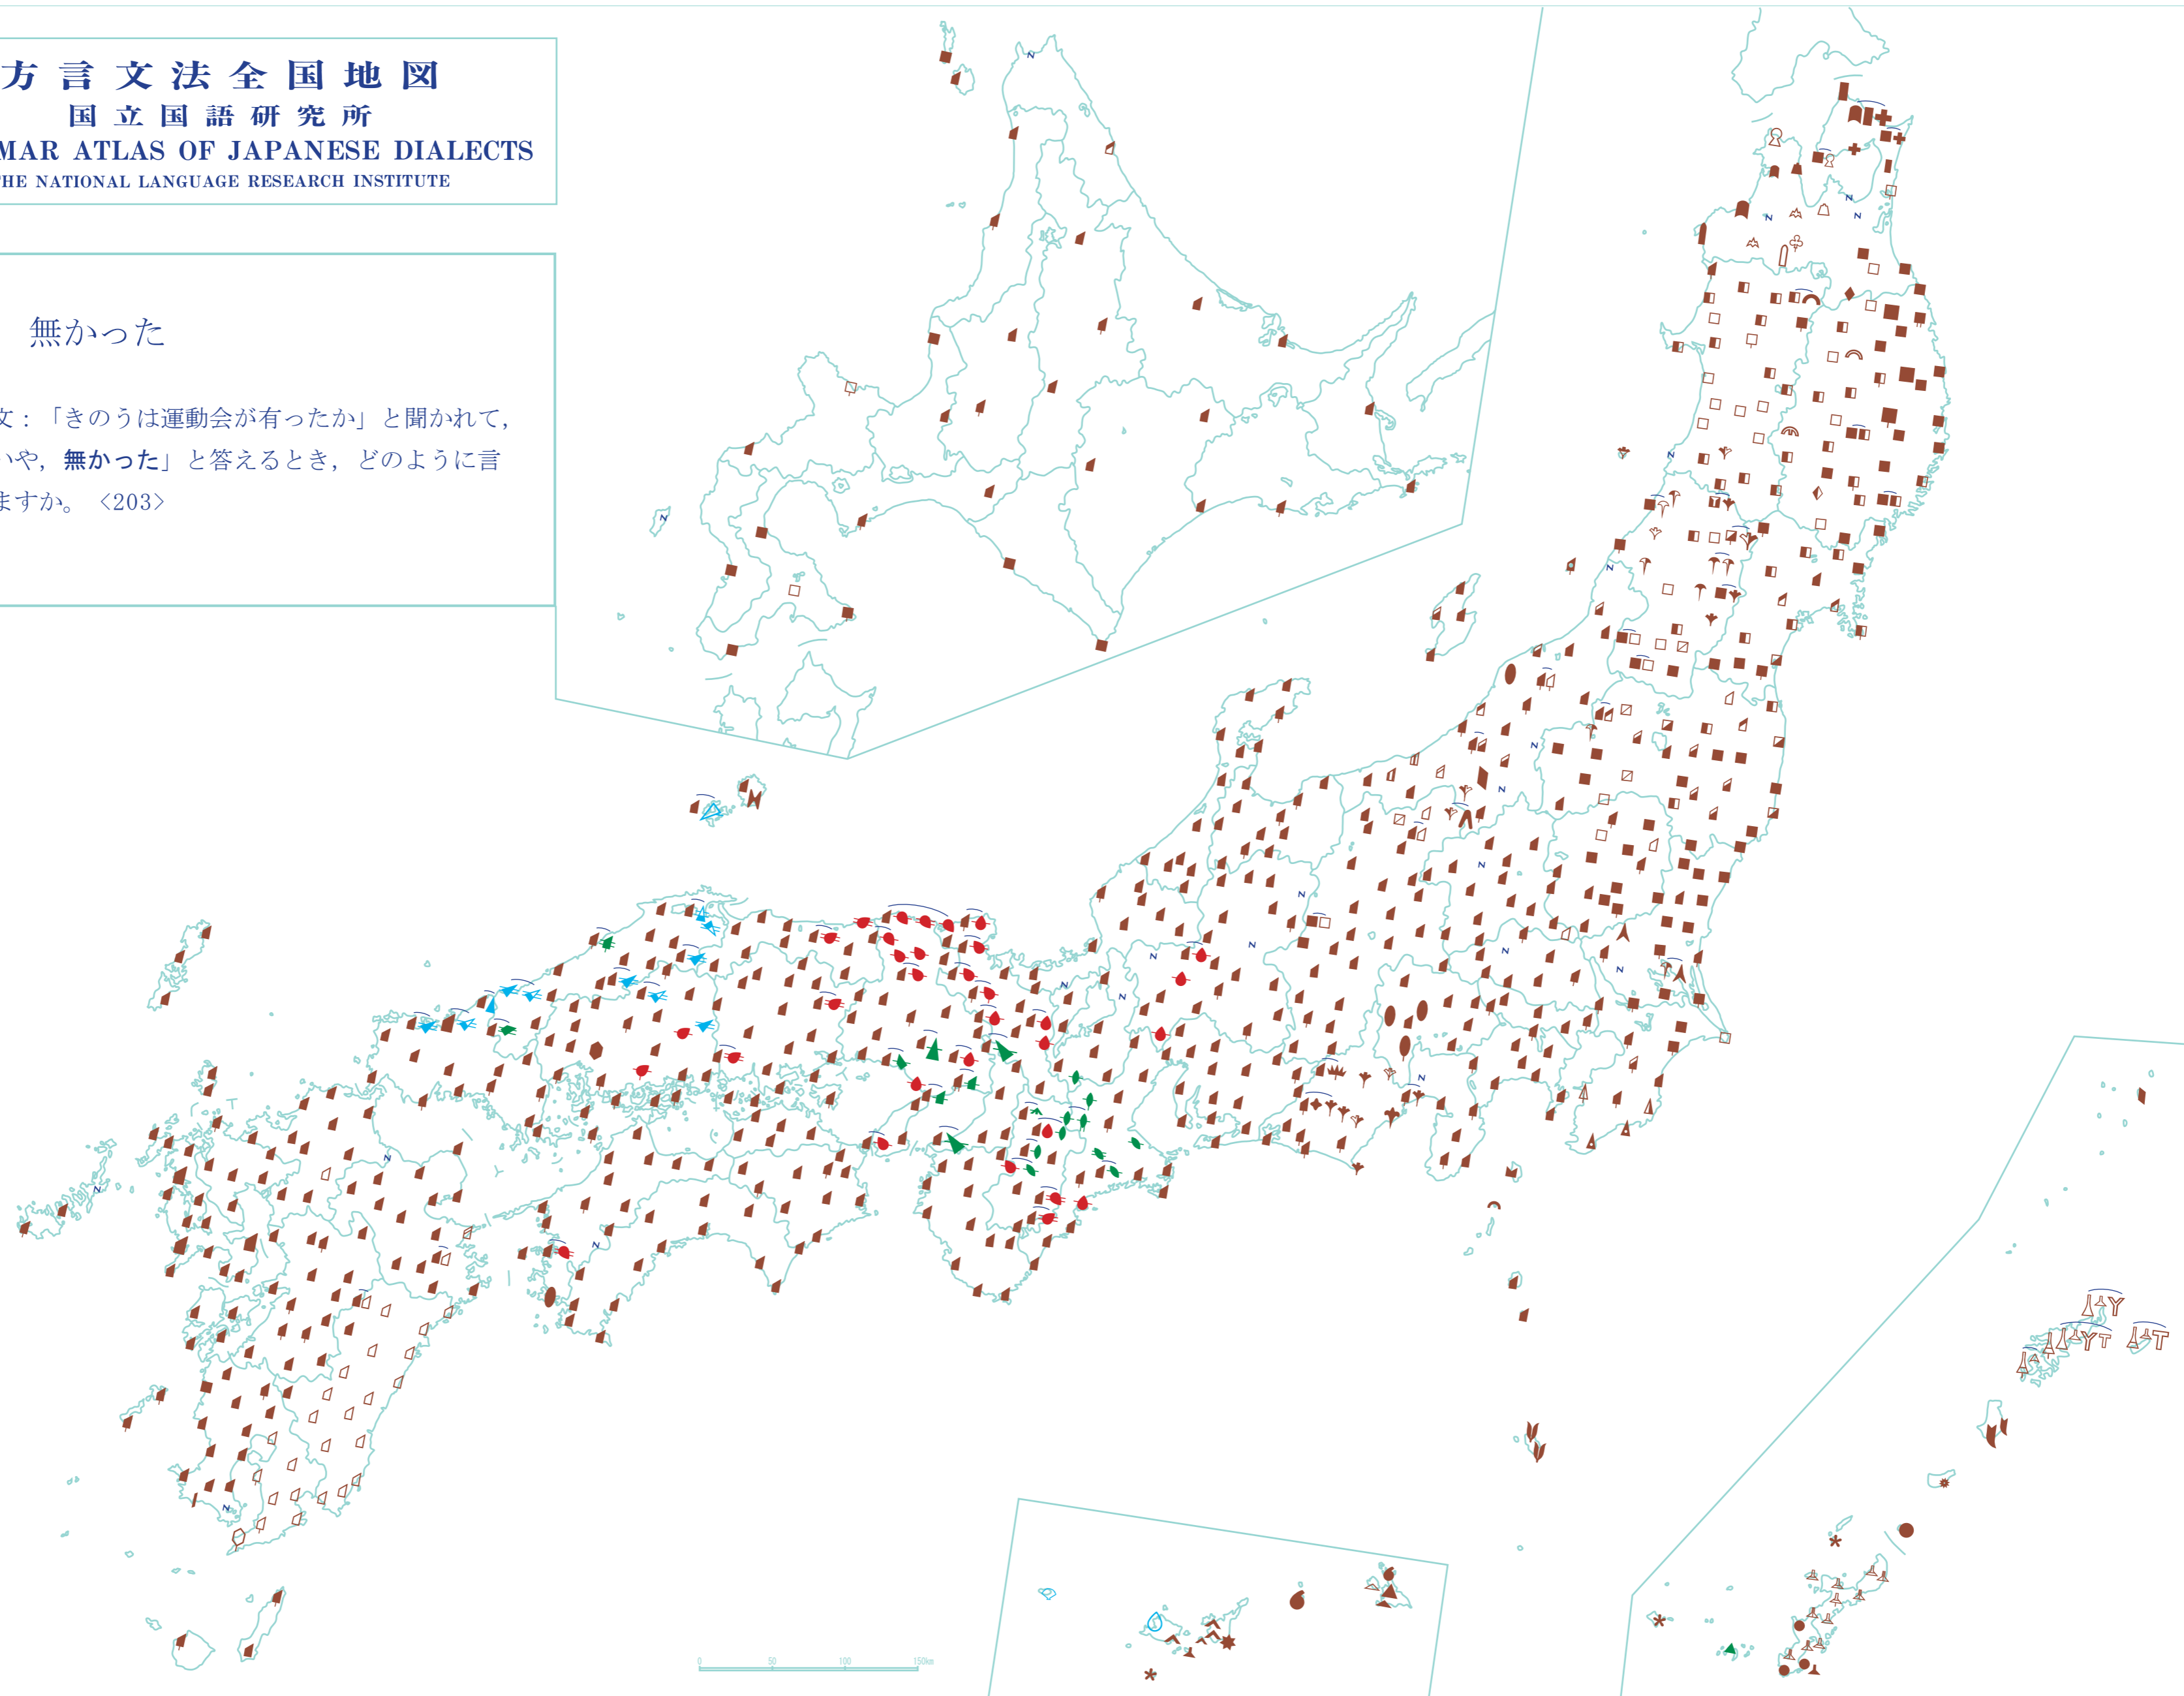 方言文法全国地図
国立国語研究所
MAR ATLAS OF JAPANESE DIALECTS
HE NATIONAL LANGUAGE RESEARCH INSTITUTE
無かった
文：「きのうは運動会が有ったか」と聞かれて，
いや，無かった」と答えるとき，どのように言
ますか。 〈203〉
0 50 100 150km